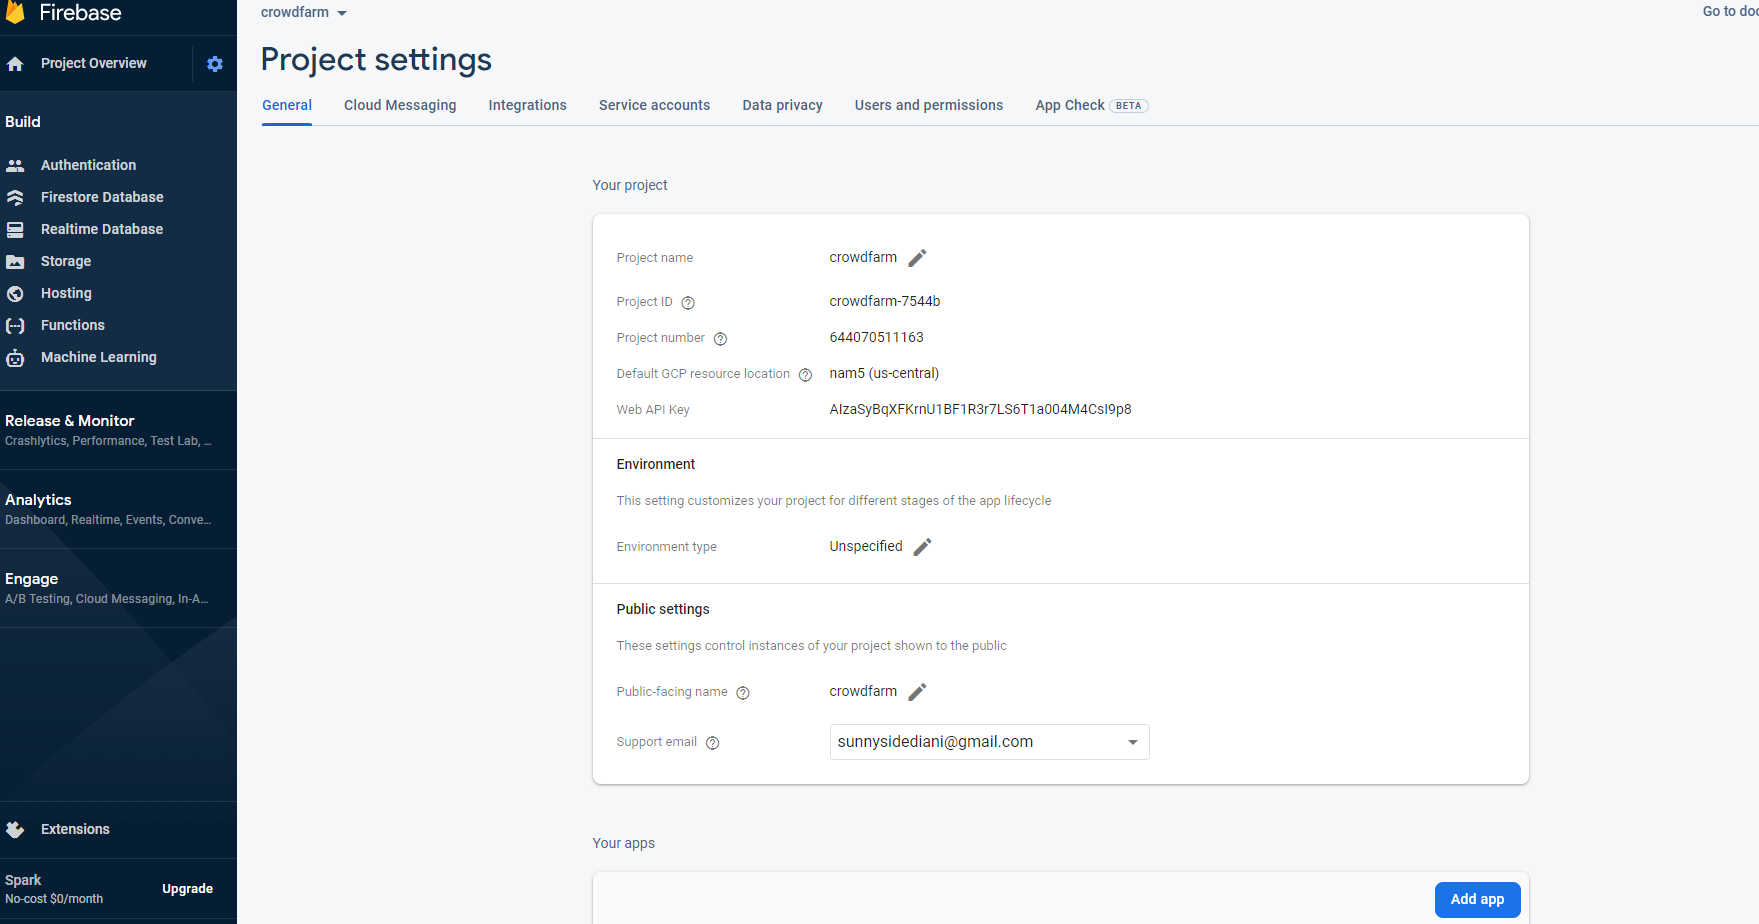 Firebase
Project Overview
Build
Authentication
Firestore Database
Realtime Database
Storage
Hosting
Functions
Machine Learning
Release & Monitor
Crashlytics, Performance, Test Lab, ...
Analytics
Dashboard, Realtime, Events, Conve...
Engage
A/B Testing, Cloud Messaging, In-A...
Extensions
Spark
No-cost $0/month
Upgrade
crowdfarm
Go to doc
Project settings
General Cloud Messaging Integrations Service accounts Data privacy Users and permissions App Check BETA
Your project
Project name crowdfarm
Project ID crowdfarm-7544b
Project number 644070511163
Default GCP resource location nam5 (us-central)
Web API Key AIzaSyBqXFKrnU1BF1R3r7LS6T1a004M4CsI9p8
Environment
This setting customizes your project for different stages of the app lifecycle
Environment type Unspecified
Public settings
These settings control instances of your project shown to the public
Public-facing name crowdfarm
Support email sunnysidediani@gmail.com
Your apps
Add app